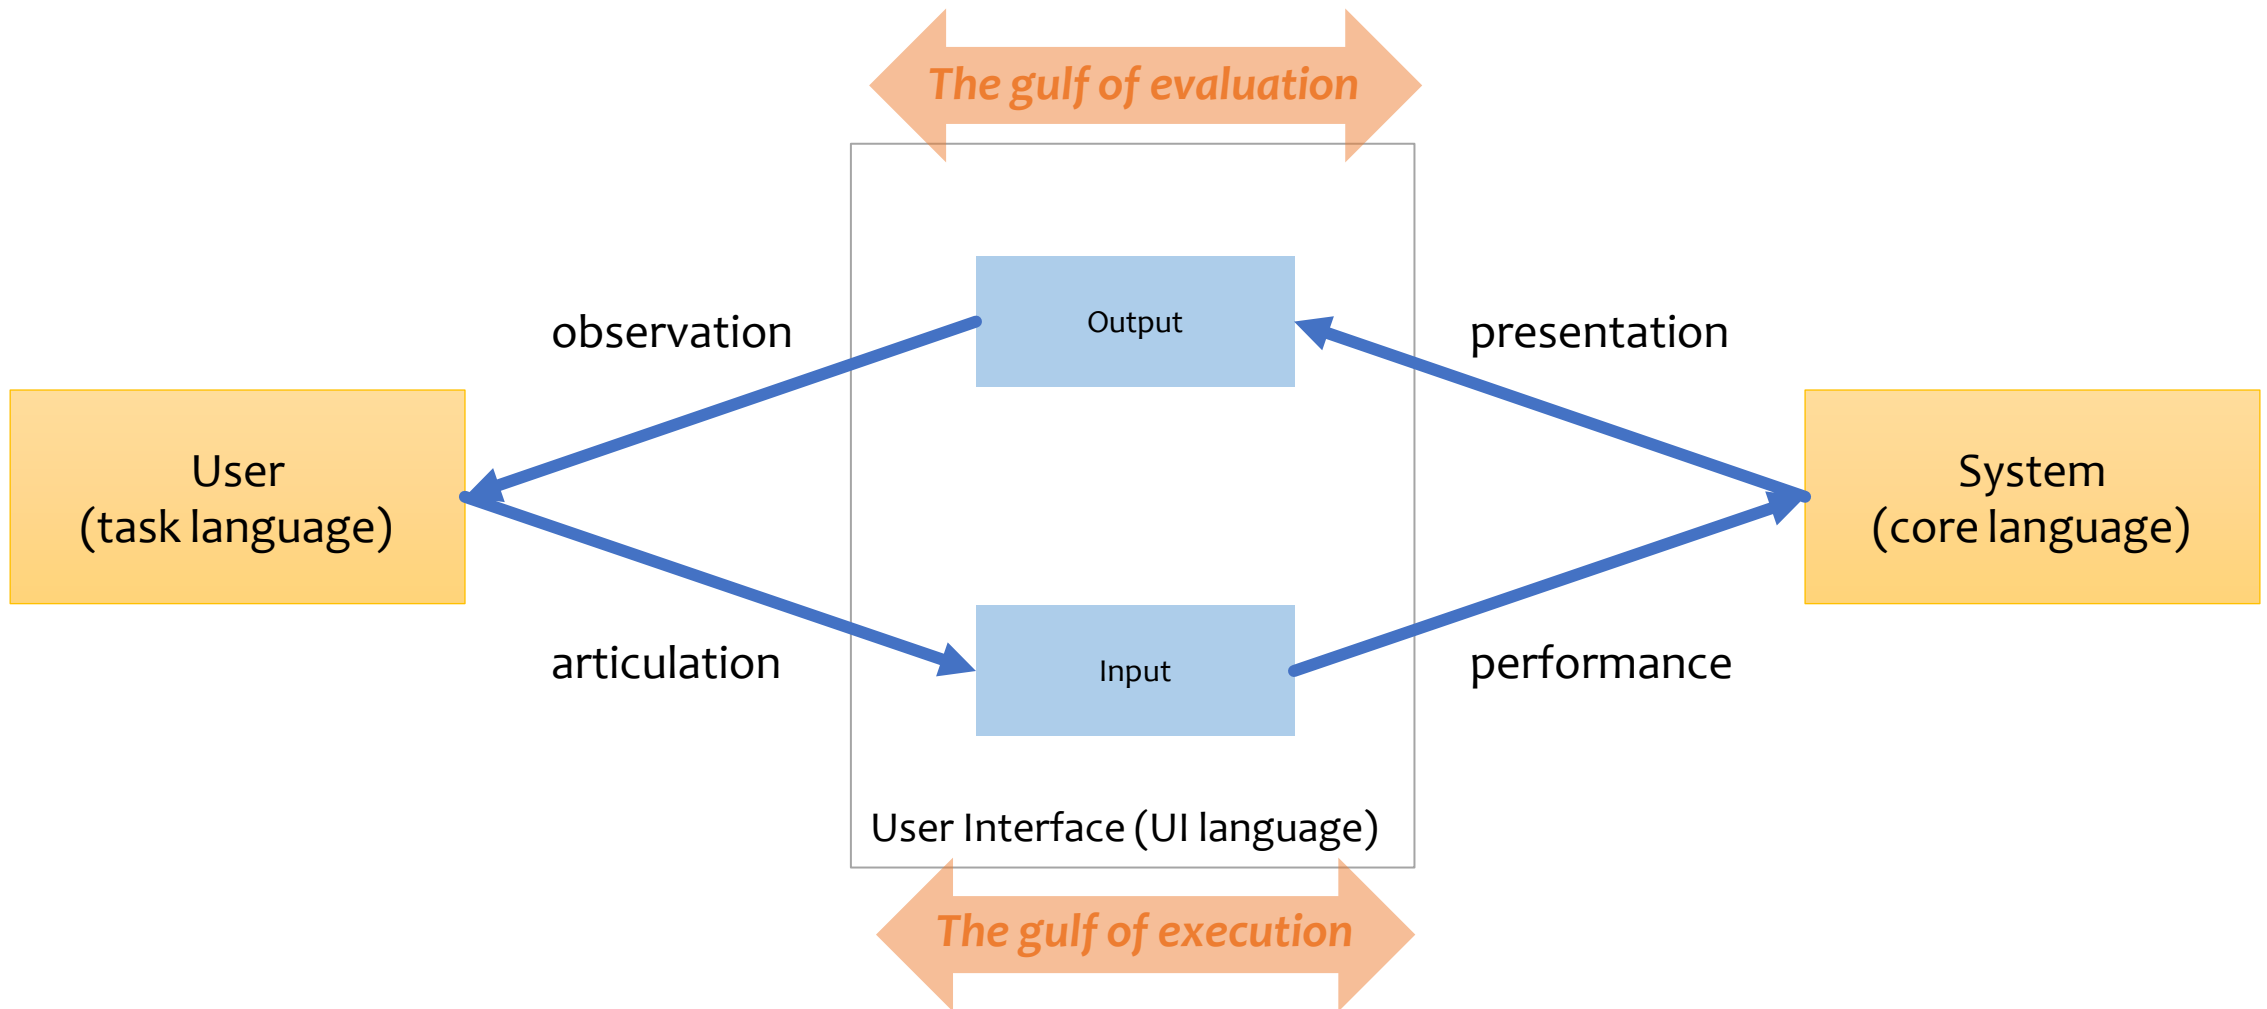 The gulf of evaluation
Output
observation
presentation
User
(task language)
System
(core language)
articulation
Input
performance
User Interface (UI language)
The gulf of execution